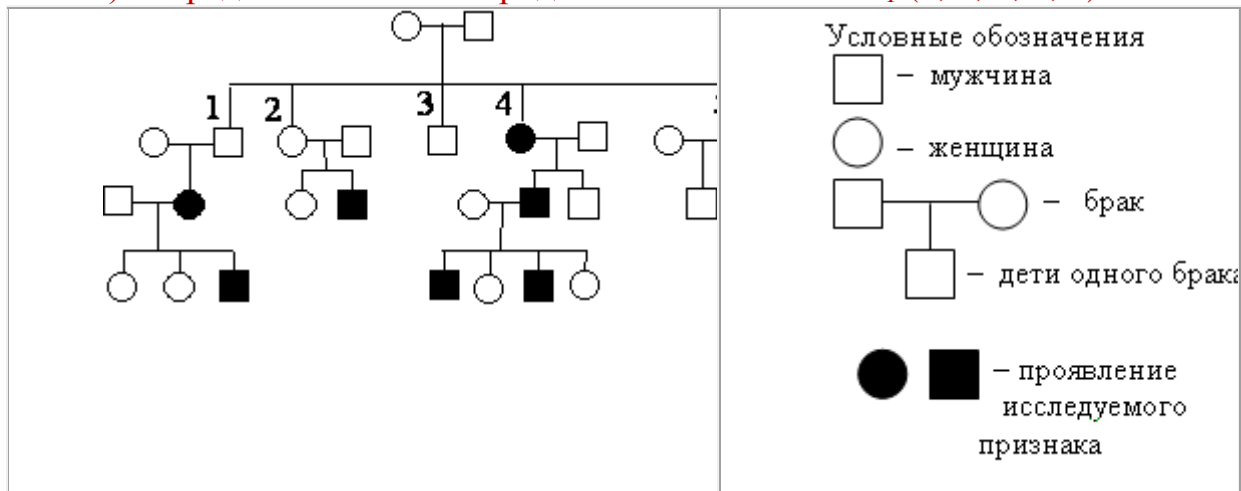 1 2 3 4
Условные обозначения
– мужчина
– женщина
– брак
– дети одного брака
– проявление
исследуемого
признака